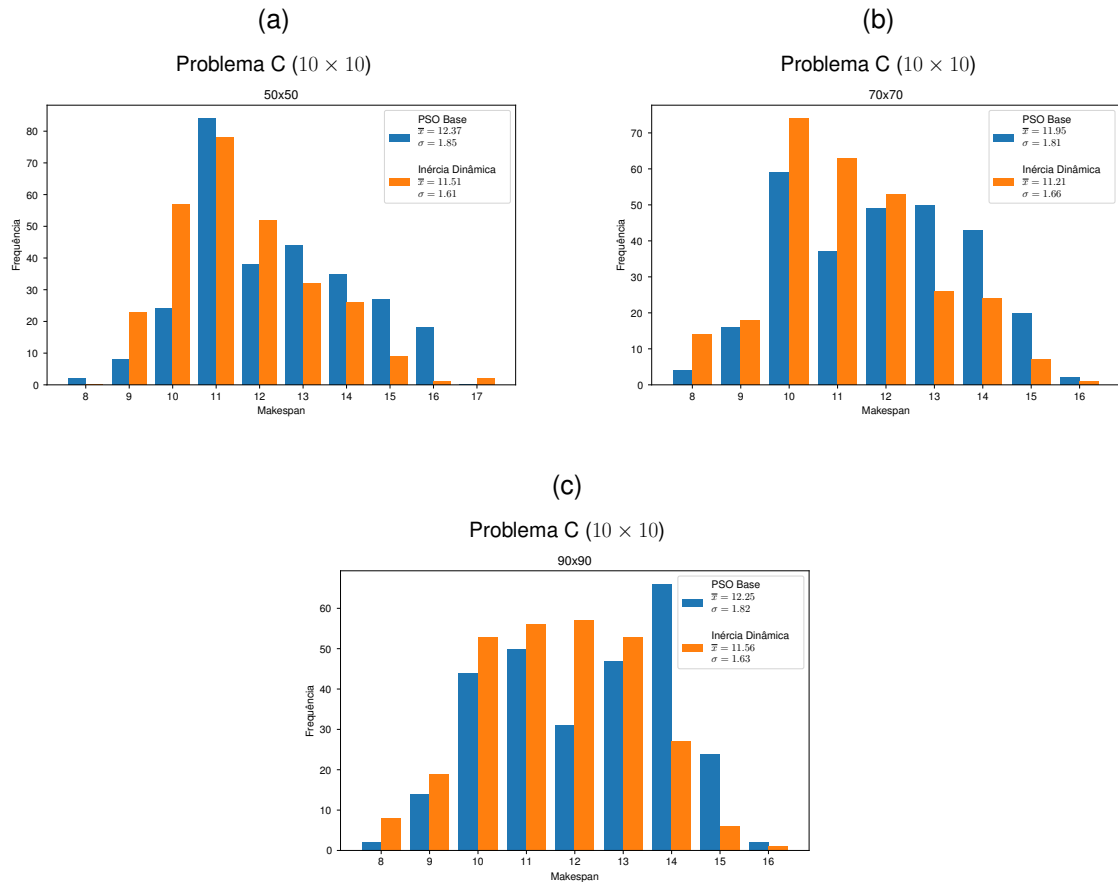 (a)
Problema C (10 × 10)
50x50
PSO Base
x̅ = 12.37
σ = 1.85
Inércia Dinâmica
x̅ = 11.51
σ = 1.61
Frequência
80
70
60
50
40
30
20
10
0
8 9 10 11 12 13 14 15 16 17
Makespan
(b)
Problema C (10 × 10)
70x70
PSO Base
x̅ = 11.95
σ = 1.81
Inércia Dinâmica
x̅ = 11.21
σ = 1.66
Frequência
70
60
50
40
30
20
10
0
8 9 10 11 12 13 14 15 16
Makespan
(c)
Problema C (10 × 10)
90x90
PSO Base
x̅ = 12.25
σ = 1.82
Inércia Dinâmica
x̅ = 11.56
σ = 1.63
Frequência
60
50
40
30
20
10
0
8 9 10 11 12 13 14 15 16
Makespan